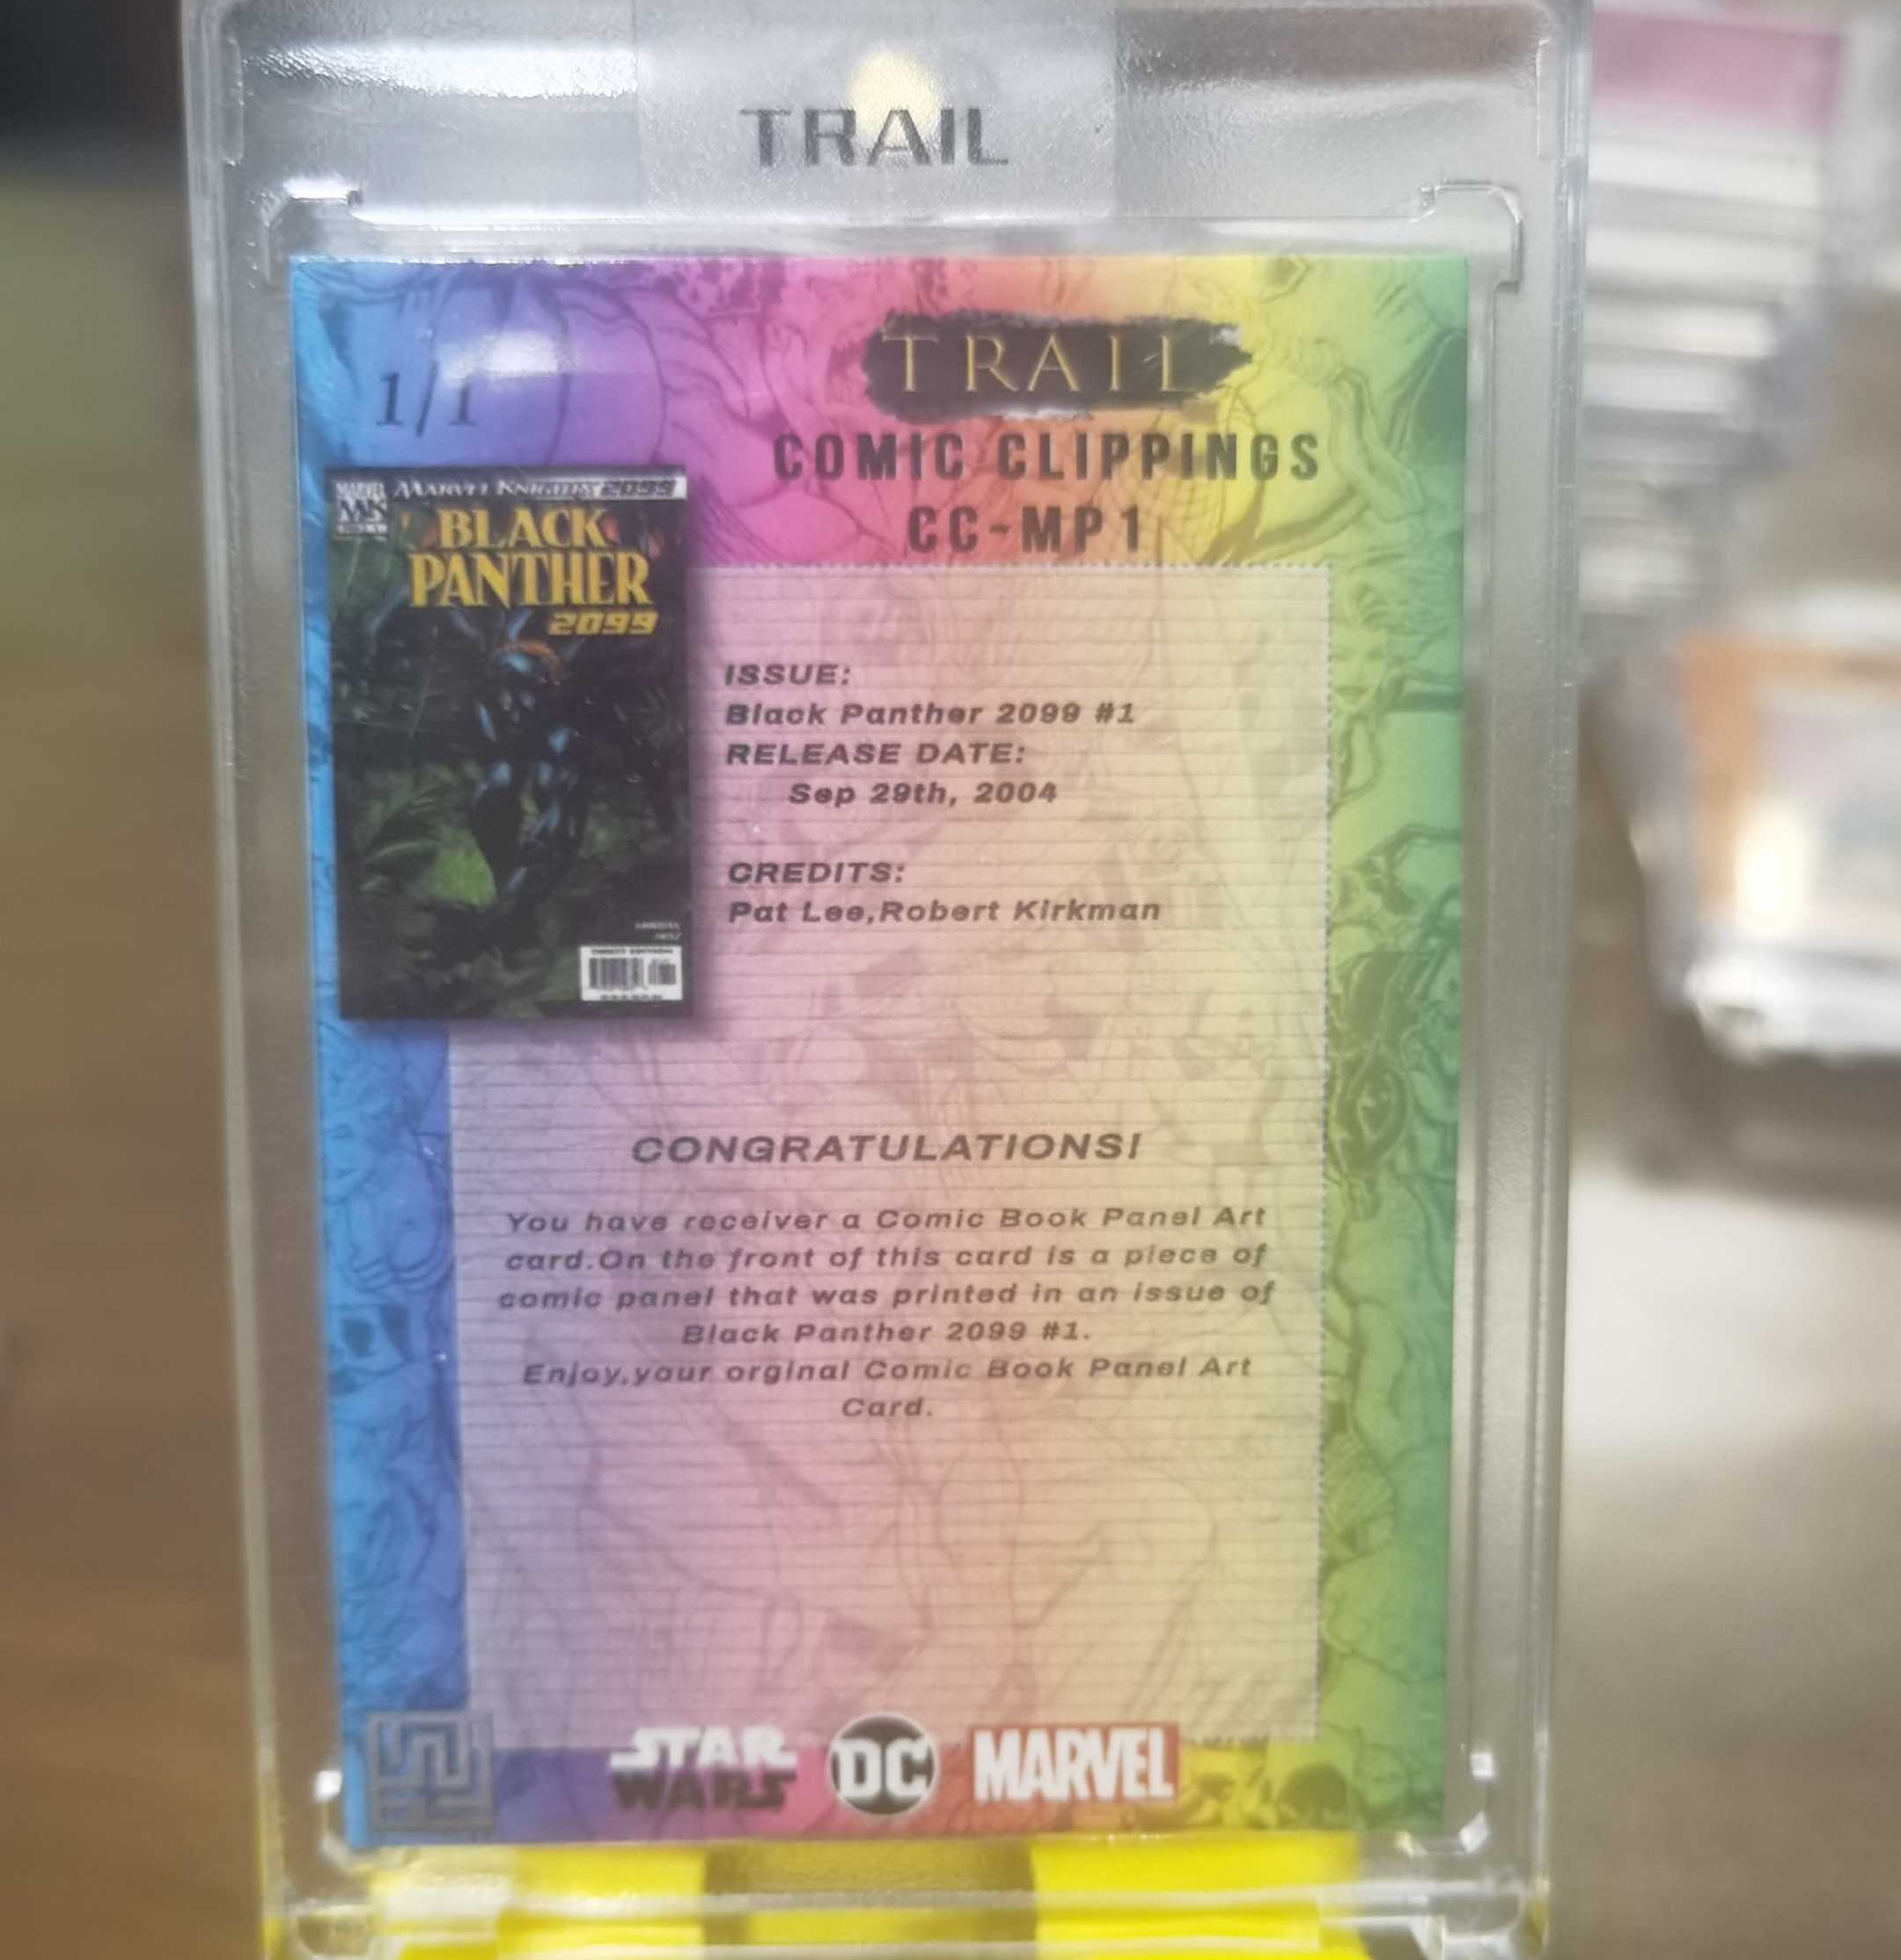 TRAIL
1/1
TRAIL
COMIC CLIPPINGS
CC-MP1
MARVEL
MARVEL KNIGHTS 2099
BLACK
PANTHER
2099
ISSUE:
Black Panther 2099 #1
RELEASE DATE:
Sep 29th, 2004
CREDITS:
Pat Lee,Robert Kirkman
CONGRATULATIONS!
You have receiver a Comic Book Panel Art
card.On the front of this card is a piece of
comic panel that was printed in an issue of
Black Panther 2099 #1.
Enjoy,your orginal Comic Book Panel Art
Card.
STAR
WARS
DC
MARVEL